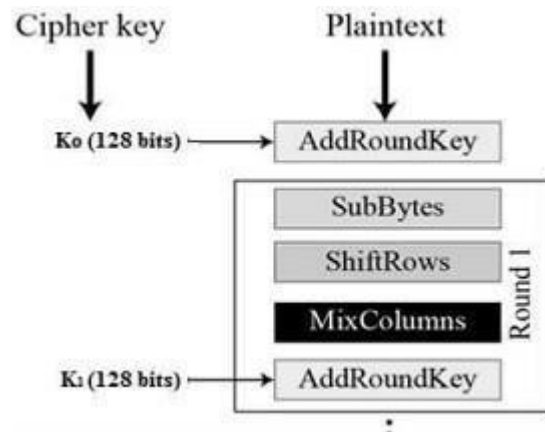 Cipher key Plaintext
K0 (128 bits) AddRoundKey
SubBytes
ShiftRows
MixColumns
Round 1
K1 (128 bits) AddRoundKey